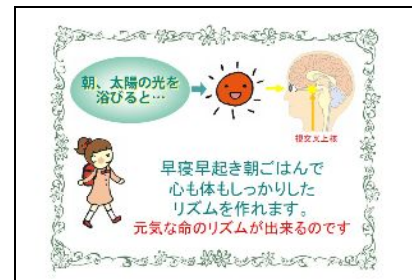 朝、太陽の光を
浴びると…
視交叉上核
早寝早起き朝ごはんで
心も体もしっかりした
リズムを作れます。
元気な命のリズムが出来るのです